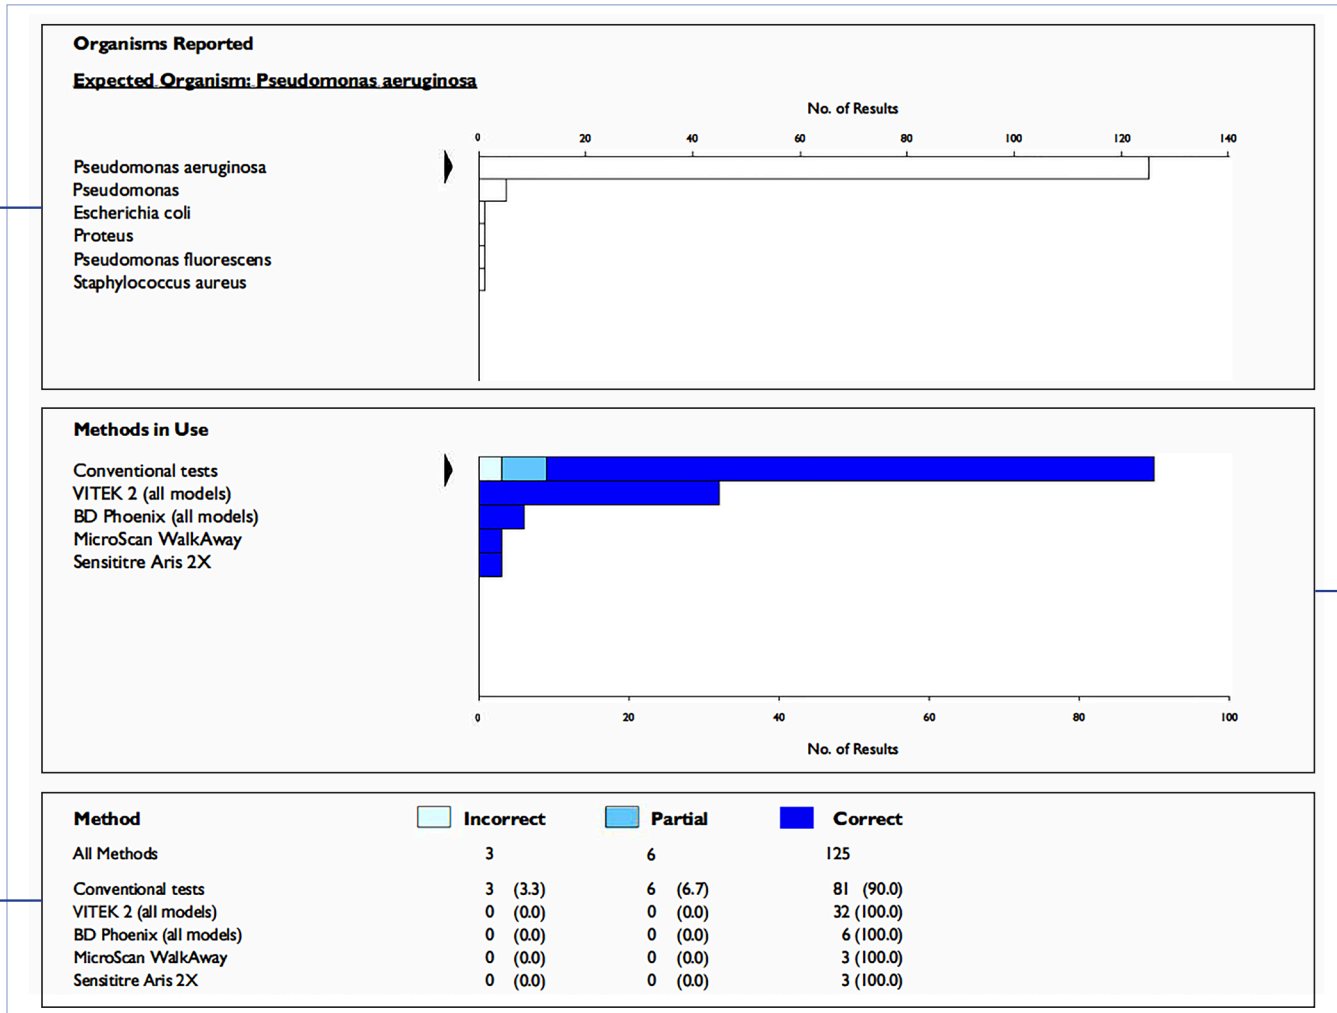 Organisms Reported
Expected Organism: Pseudomonas aeruginosa
No. of Results
0 20 40 60 80 100 120 140
Pseudomonas aeruginosa
Pseudomonas
Escherichia coli
Proteus
Pseudomonas fluorescens
Staphylococcus aureus
Methods in Use
Conventional tests
VITEK 2 (all models)
BD Phoenix (all models)
MicroScan WalkAway
Sensititre Aris 2X
0 20 40 60 80 100
No. of Results
Method Incorrect Partial Correct
All Methods 3 6 125
Conventional tests 3 (3.3) 6 (6.7) 81 (90.0)
VITEK 2 (all models) 0 (0.0) 0 (0.0) 32 (100.0)
BD Phoenix (all models) 0 (0.0) 0 (0.0) 6 (100.0)
MicroScan WalkAway 0 (0.0) 0 (0.0) 3 (100.0)
Sensititre Aris 2X 0 (0.0) 0 (0.0) 3 (100.0)